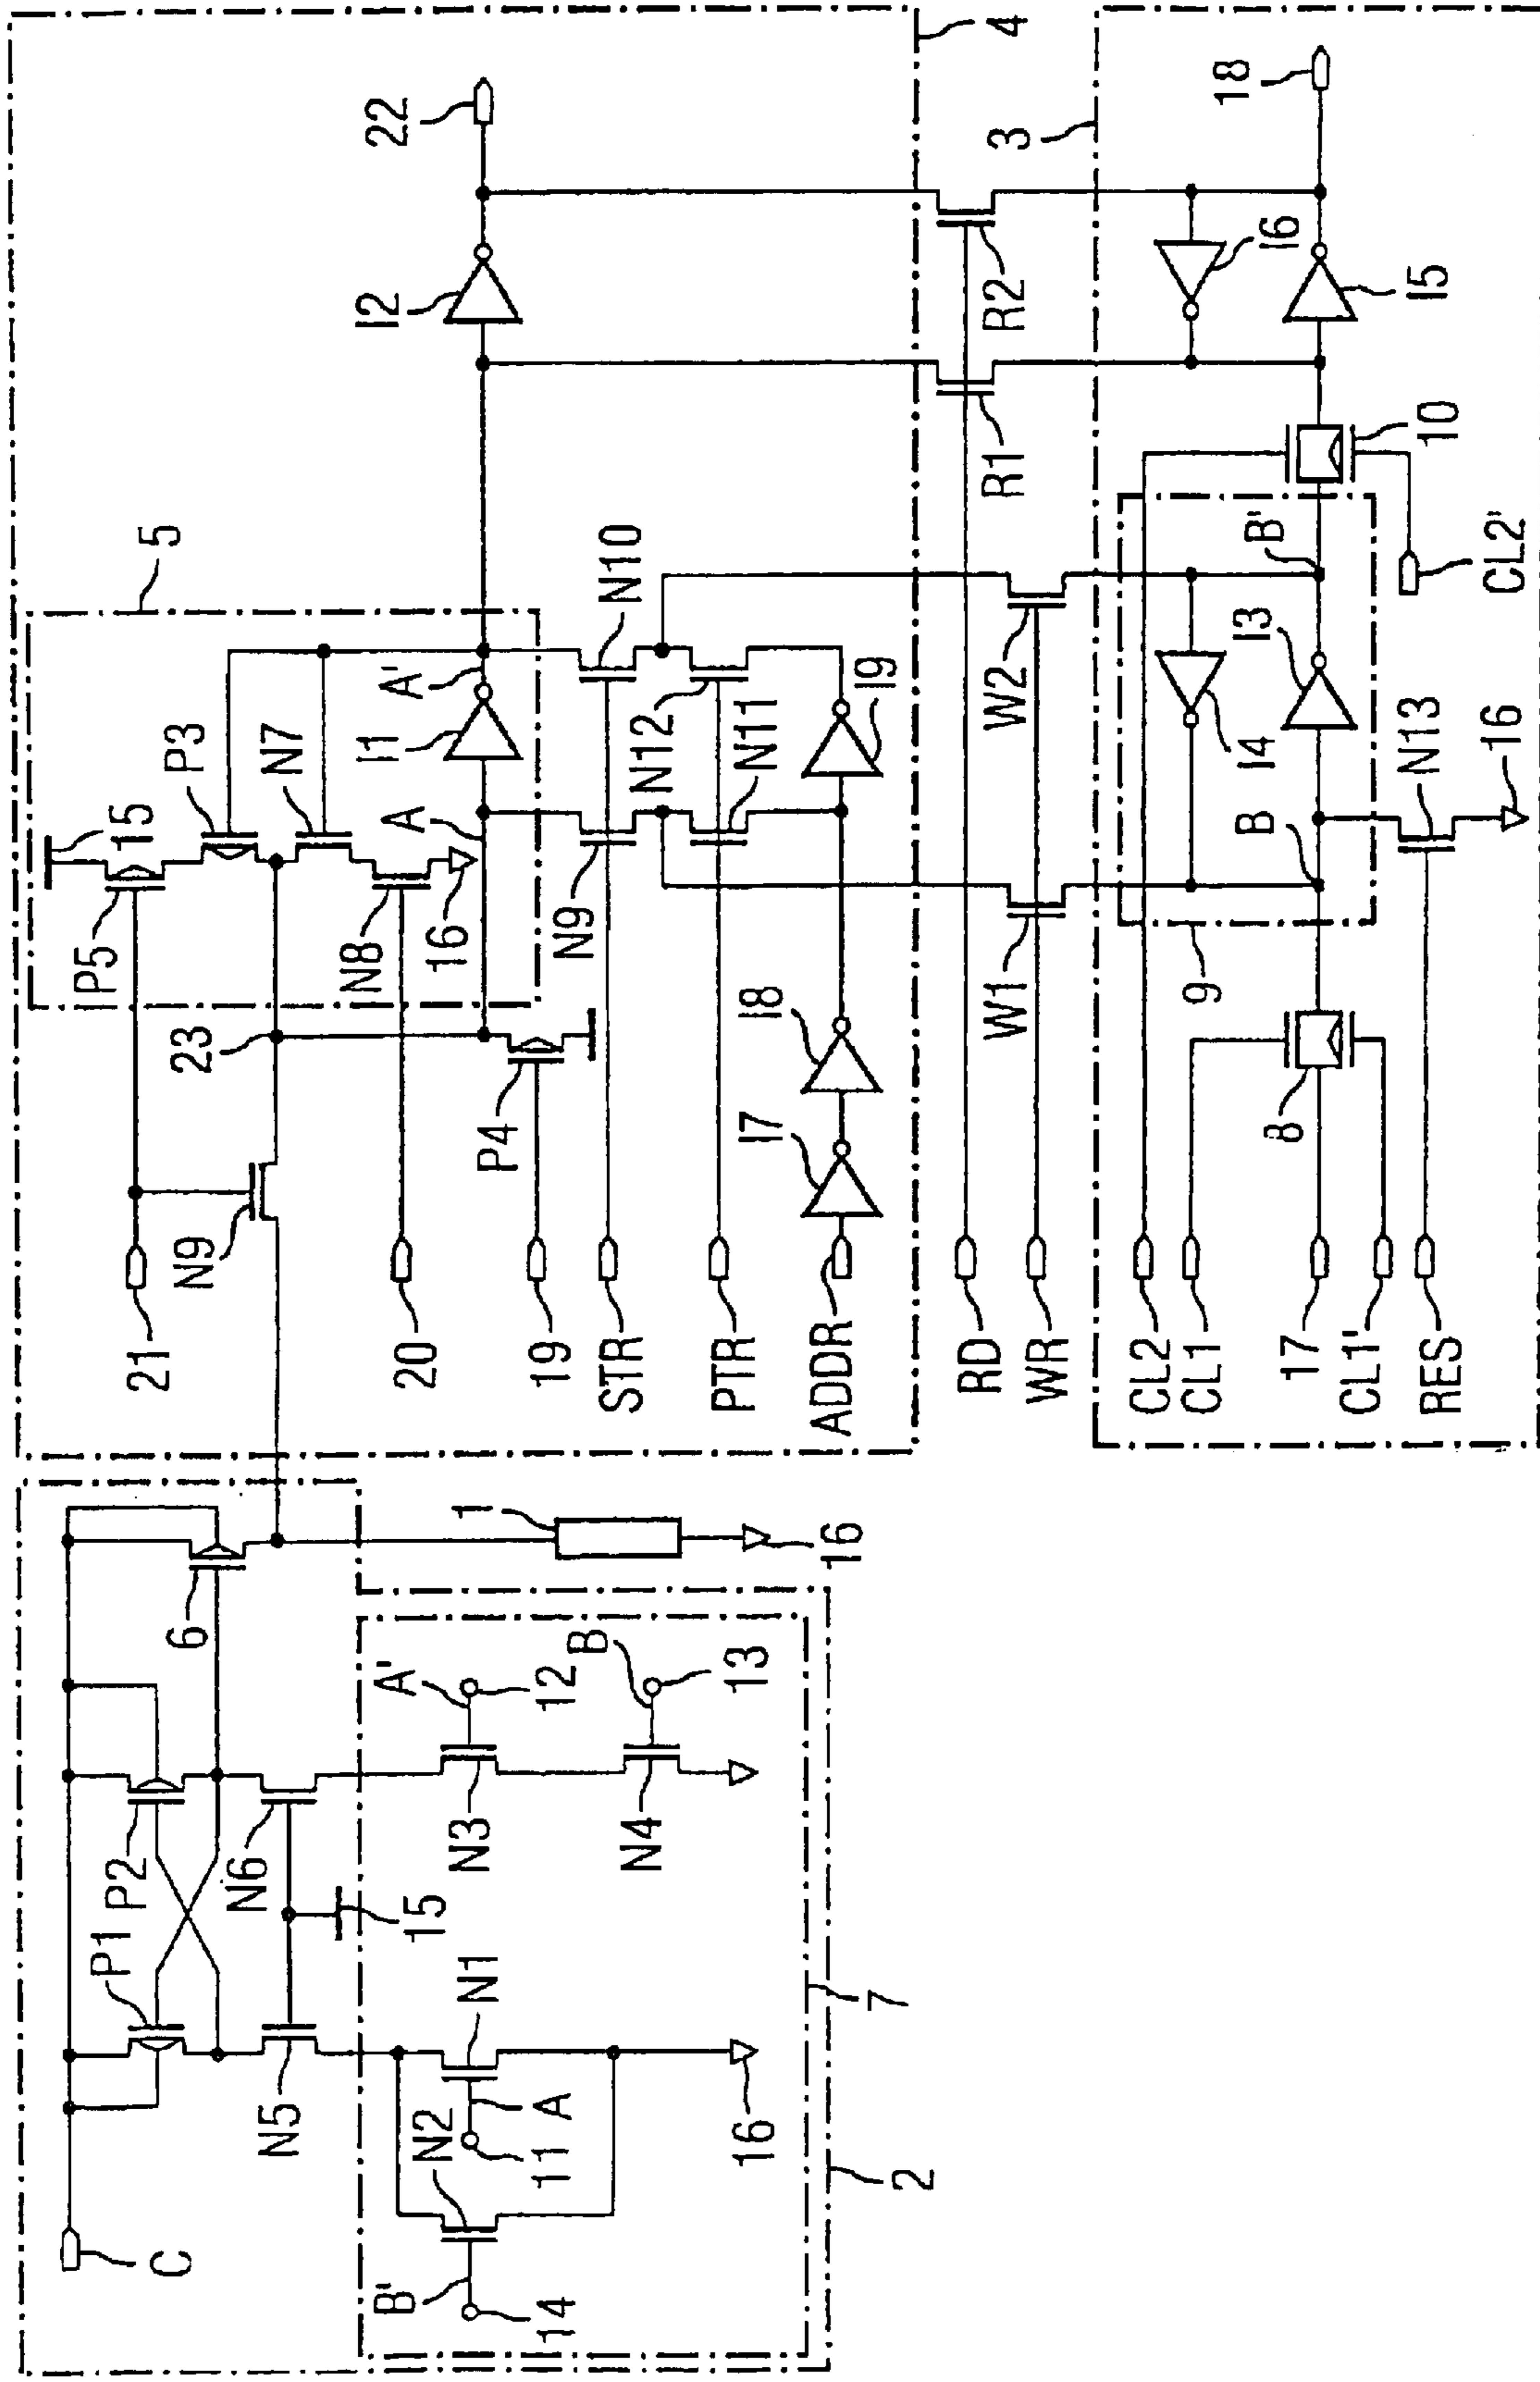 22
4
I2
5
15
P3
N7
I1
A'
A
IP5
N8
16
23
N9
N10
N12
N11
I9
21
N9
20
P4
19
STR
PTR
I7
I8
ADDR
R1
R2
W1
W2
RD
WR
3
18
I6
I5
10
B'
CL2'
I3
I4
B
N13
16
9
8
CL2
CL1
17
CL1'
RES
1
16
6
A'
12
B
13
P2
N6
N3
N4
P1
15
N5
N1
A
11
N2
B'
14
16
7
2
C